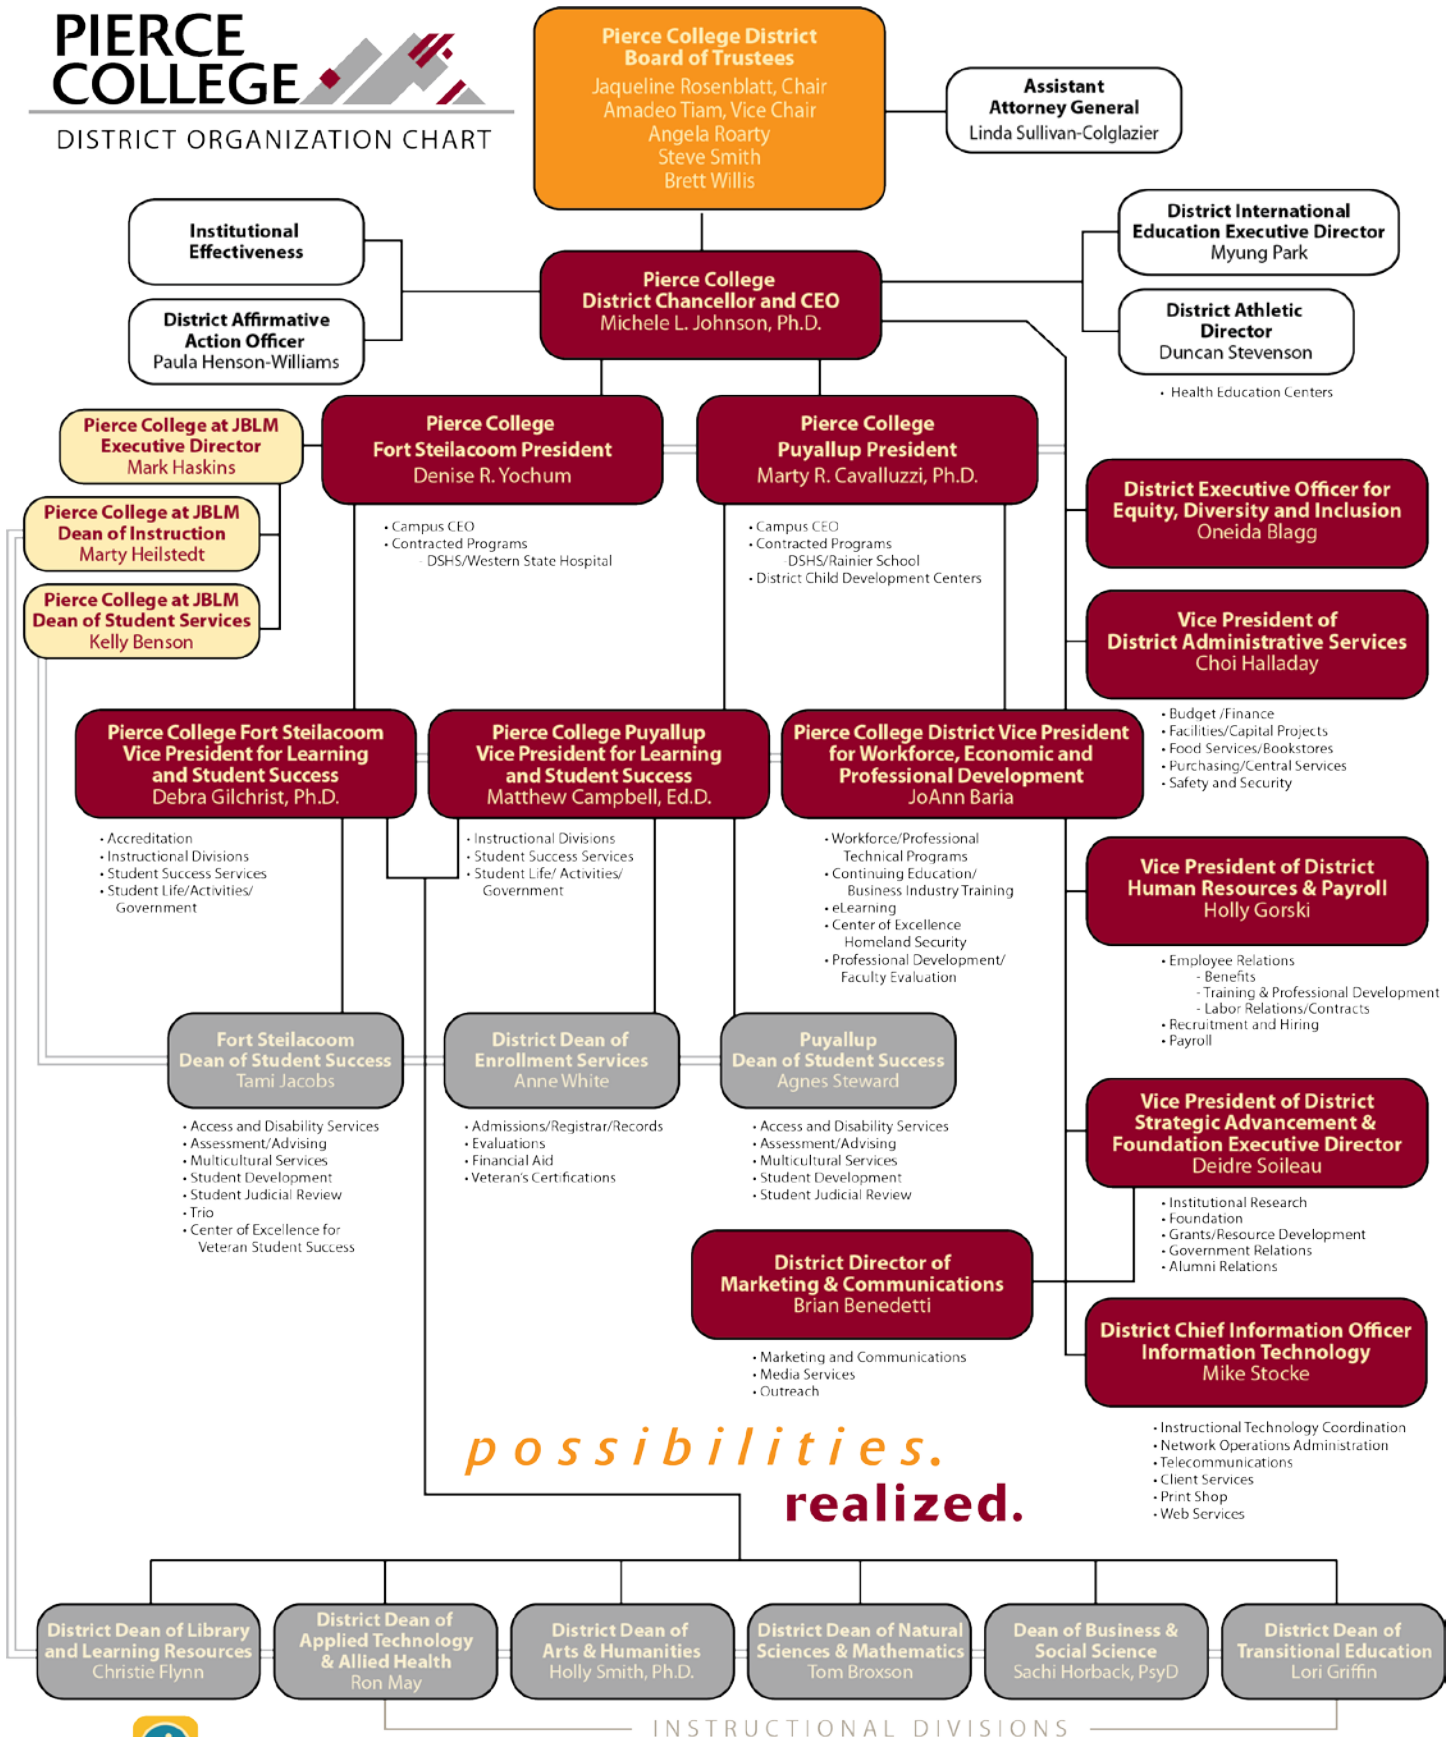 PIERCE
COLLEGE
DISTRICT ORGANIZATION CHART
Pierce College District
Board of Trustees
Jaqueline Rosenblatt, Chair
Amadeo Tiam, Vice Chair
Angela Roarty
Steve Smith
Brett Willis
Assistant
Attorney General
Linda Sullivan-Colglazier
Institutional
Effectiveness
District Affirmative
Action Officer
Paula Henson-Williams
Pierce College
District Chancellor and CEO
Michele L. Johnson, Ph.D.
District International
Education Executive Director
Myung Park
District Athletic
Director
Duncan Stevenson
• Health Education Centers
Pierce College at JBLM
Executive Director
Mark Haskins
Pierce College at JBLM
Dean of Instruction
Marty Heilstedt
Pierce College at JBLM
Dean of Student Services
Kelly Benson
Pierce College
Fort Steilacoom President
Denise R. Yochum
• Campus CEO
• Contracted Programs
- DSHS/Western State Hospital
Pierce College
Puyallup President
Marty R. Cavalluzzi, Ph.D.
• Campus CEO
• Contracted Programs
-DSHS/Rainier School
• District Child Development Centers
District Executive Officer for
Equity, Diversity and Inclusion
Oneida Blagg
Vice President of
District Administrative Services
Choi Halladay
• Budget /Finance
• Facilities/Capital Projects
• Food Services/Bookstores
• Purchasing/Central Services
• Safety and Security
Pierce College Fort Steilacoom
Vice President for Learning
and Student Success
Debra Gilchrist, Ph.D.
• Accreditation
• Instructional Divisions
• Student Success Services
• Student Life/Activities/
Government
Pierce College Puyallup
Vice President for Learning
and Student Success
Matthew Campbell, Ed.D.
• Instructional Divisions
• Student Success Services
• Student Life/ Activities/
Government
Pierce College District Vice President
for Workforce, Economic and
Professional Development
JoAnn Baria
• Workforce/Professional
Technical Programs
• Continuing Education/
Business Industry Training
• eLearning
• Center of Excellence
Homeland Security
• Professional Development/
Faculty Evaluation
Vice President of District
Human Resources & Payroll
Holly Gorski
• Employee Relations
- Benefits
- Training & Professional Development
- Labor Relations/Contracts
• Recruitment and Hiring
• Payroll
Fort Steilacoom
Dean of Student Success
Tami Jacobs
• Access and Disability Services
• Assessment/Advising
• Multicultural Services
• Student Development
• Student Judicial Review
• Trio
• Center of Excellence for
Veteran Student Success
District Dean of
Enrollment Services
Anne White
• Admissions/Registrar/Records
• Evaluations
• Financial Aid
• Veteran's Certifications
Puyallup
Dean of Student Success
Agnes Steward
• Access and Disability Services
• Assessment/Advising
• Multicultural Services
• Student Development
• Student Judicial Review
Vice President of District
Strategic Advancement &
Foundation Executive Director
Deidre Soileau
• Institutional Research
• Foundation
• Grants/Resource Development
• Government Relations
• Alumni Relations
District Director of
Marketing & Communications
Brian Benedetti
• Marketing and Communications
• Media Services
• Outreach
District Chief Information Officer
Information Technology
Mike Stocke
• Instructional Technology Coordination
• Network Operations Administration
• Telecommunications
• Client Services
• Print Shop
• Web Services
possibilities.
realized.
District Dean of Library
and Learning Resources
Christie Flynn
District Dean of
Applied Technology
& Allied Health
Ron May
District Dean of
Arts & Humanities
Holly Smith, Ph.D.
District Dean of Natural
Sciences & Mathematics
Tom Broxson
Dean of Business &
Social Science
Sachi Horback, PsyD
District Dean of
Transitional Education
Lori Griffin
INSTRUCTIONAL DIVISIONS